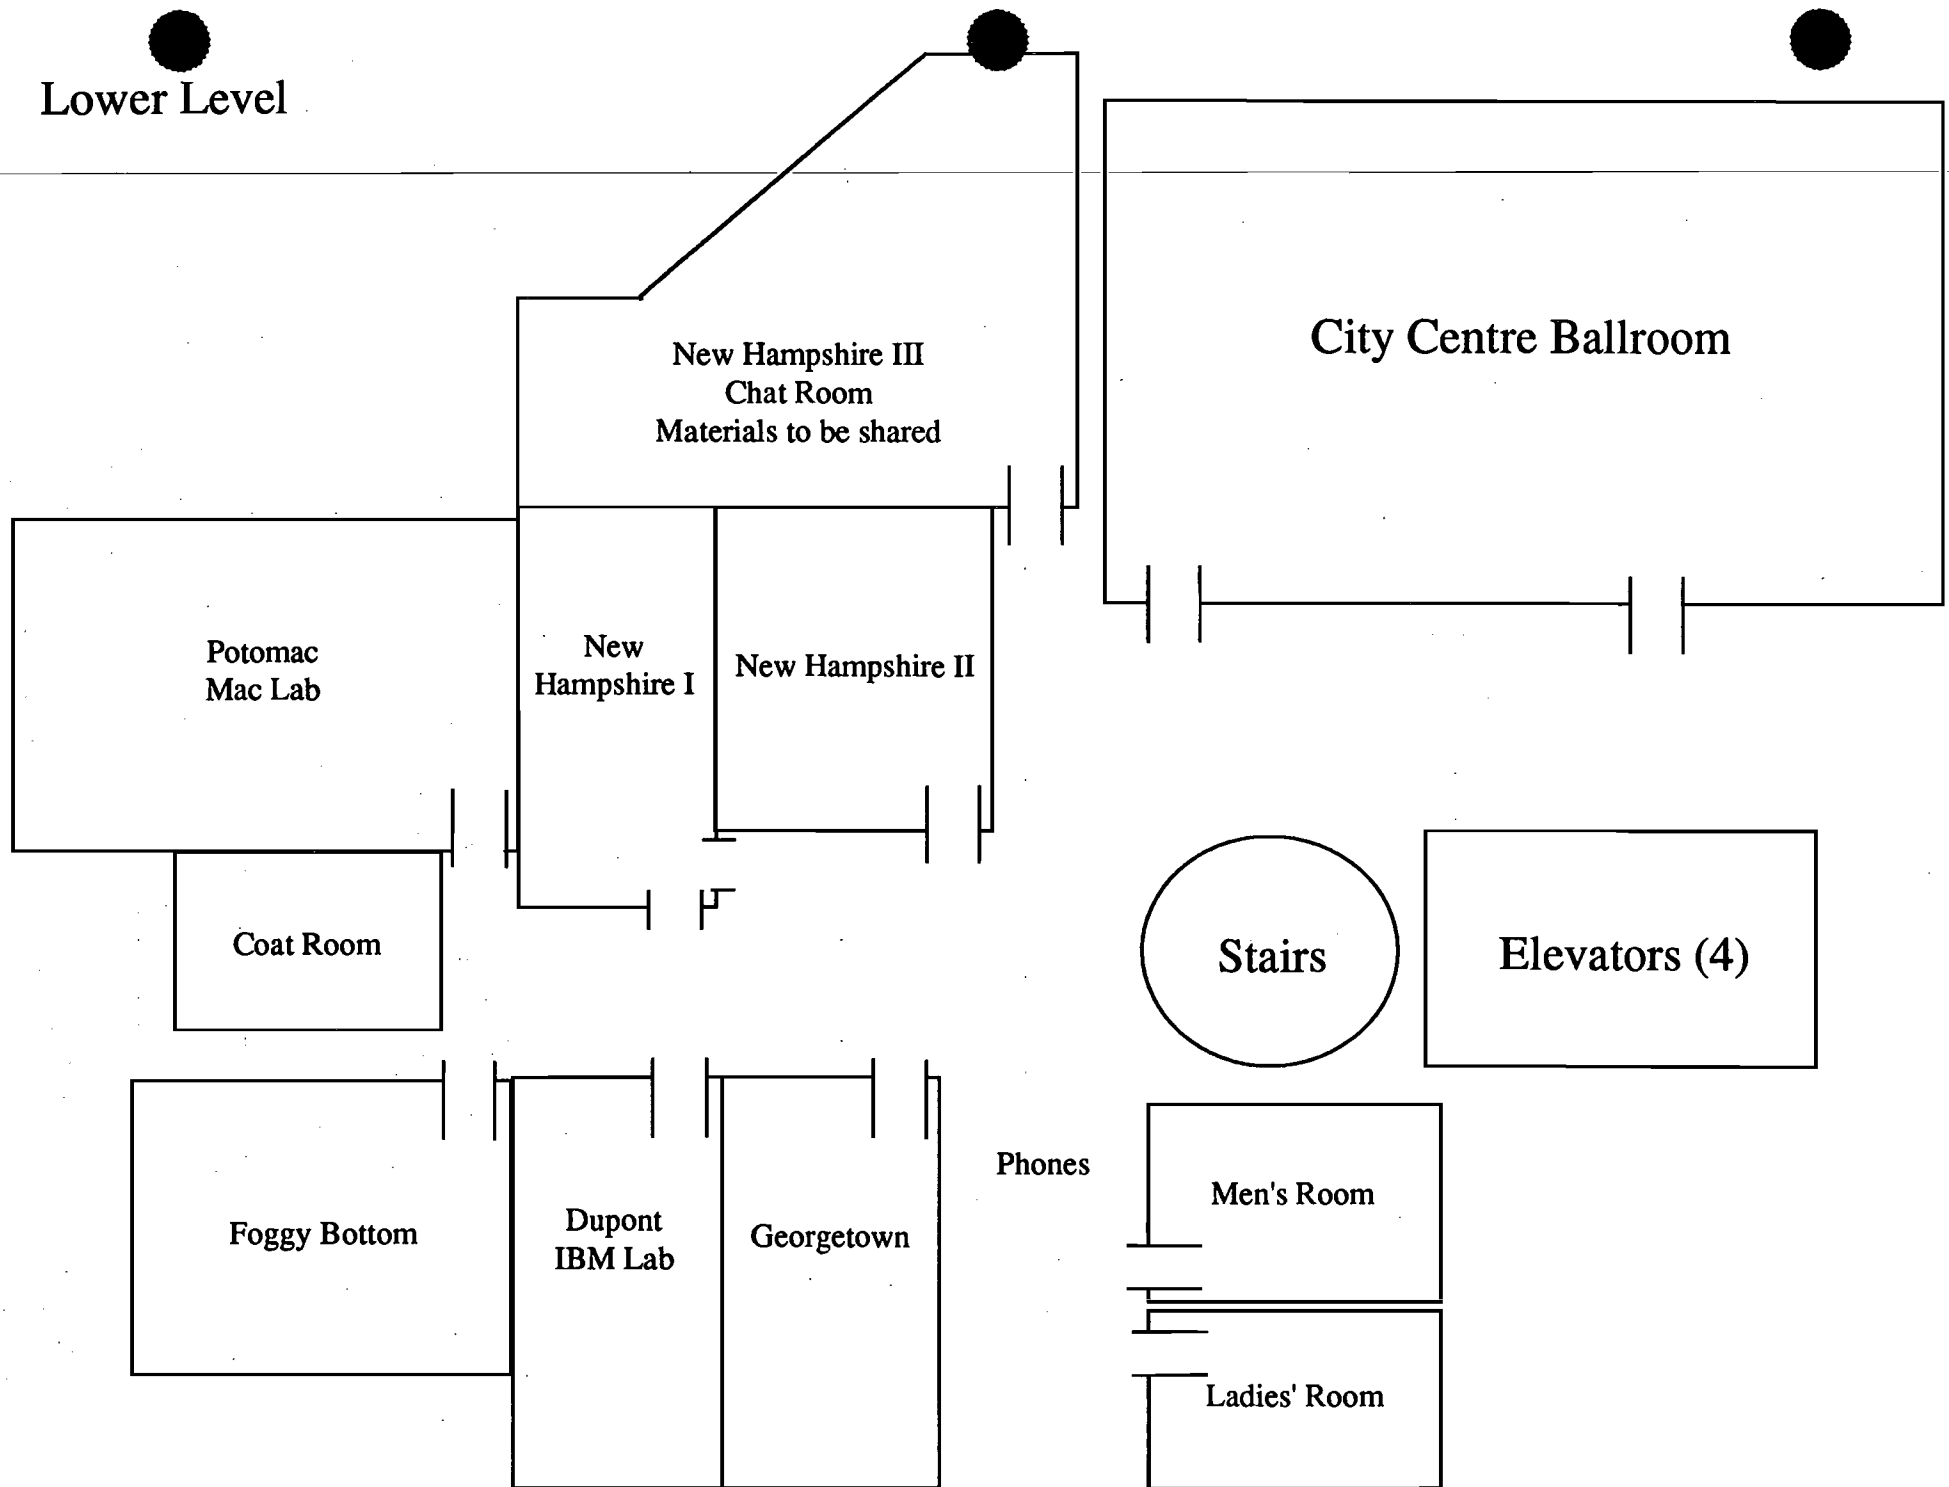 Lower Level
City Centre Ballroom
New Hampshire III
Chat Room
Materials to be shared
Potomac
Mac Lab
New
Hampshire I
New Hampshire II
Coat Room
Stairs
Elevators (4)
Foggy Bottom
Dupont
IBM Lab
Georgetown
Phones
Men's Room
Ladies' Room